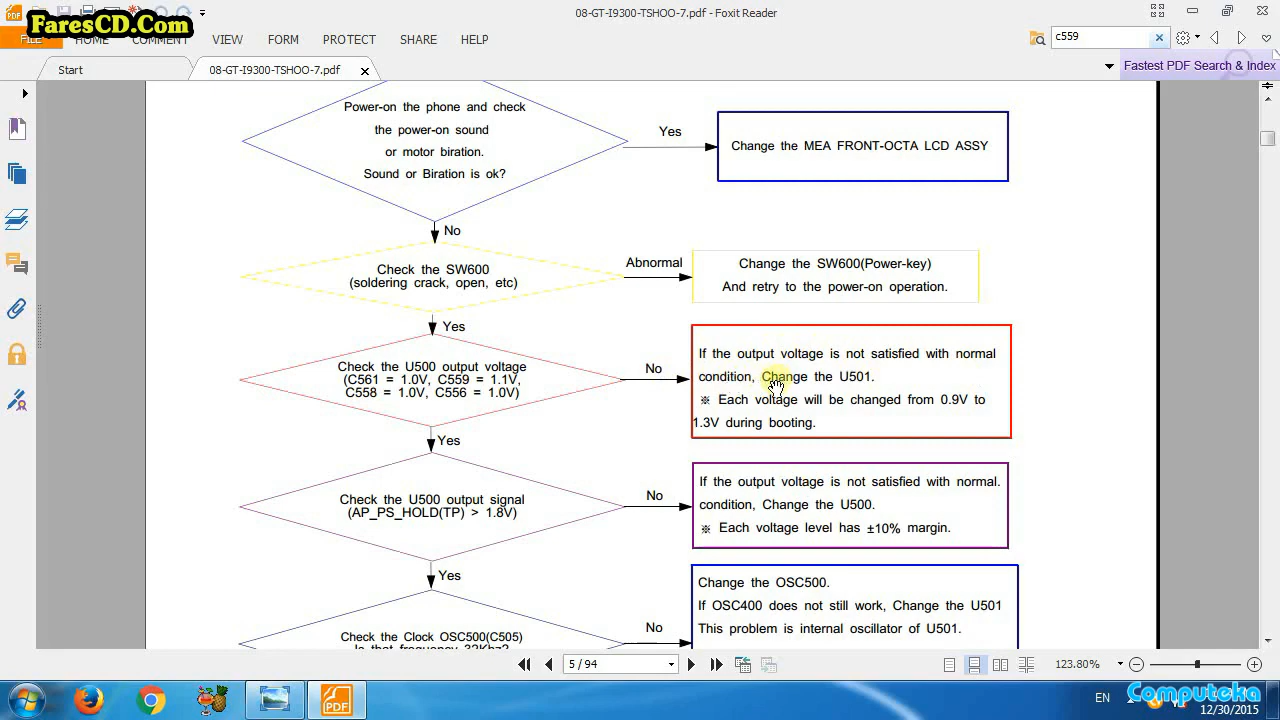 08-GT-I9300-TSHOO-7.pdf - Foxit Reader
FaresCD.Com
FILE HOME COMMENT VIEW FORM PROTECT SHARE HELP
c559
Start
08-GT-I9300-TSHOO-7.pdf
Fastest PDF Search & Index
Power-on the phone and check
the power-on sound
or motor biration.
Sound or Biration is ok?
Yes
Change the MEA FRONT-OCTA LCD ASSY
No
Check the SW600
(soldering crack, open, etc)
Abnormal
Change the SW600(Power-key)
And retry to the power-on operation.
Yes
Check the U500 output voltage
(C561 = 1.0V, C559 = 1.1V,
C558 = 1.0V, C556 = 1.0V)
No
If the output voltage is not satisfied with normal
condition, Change the U501.
※ Each voltage will be changed from 0.9V to
1.3V during booting.
Yes
Check the U500 output signal
(AP_PS_HOLD(TP) > 1.8V)
No
If the output voltage is not satisfied with normal.
condition, Change the U500.
※ Each voltage level has ±10% margin.
Yes
Check the Clock OSC500(C505)
Is that frequency 32Khz?
No
Change the OSC500.
If OSC400 does not still work, Change the U501
This problem is internal oscillator of U501.
5 / 94
123.80%
PDF
EN
Computeka
12/30/2015